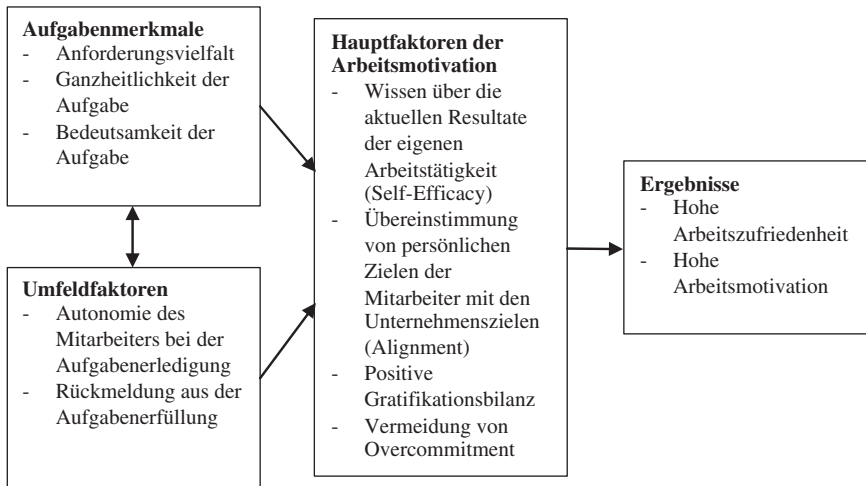 Aufgabenmerkmale
- Anforderungsvielfalt
- Ganzheitlichkeit der
Aufgabe
- Bedeutsamkeit der
Aufgabe
Umfeldfaktoren
- Autonomie des
Mitarbeiters bei der
Aufgabenerledigung
- Rückmeldung aus der
Aufgabenerfüllung
Hauptfaktoren der
Arbeitsmotivation
- Wissen über die
aktuellen Resultate
der eigenen
Arbeitstätigkeit
(Self-Efficacy)
- Übereinstimmung
von persönlichen
Zielen der
Mitarbeiter mit den
Unternehmenszielen
(Alignment)
- Positive
Gratifikationsbilanz
- Vermeidung von
Overcommitment
Ergebnisse
- Hohe
Arbeitszufriedenheit
- Hohe
Arbeitsmotivation